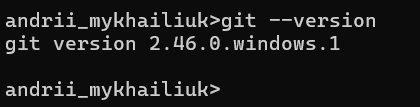 andrii_mykhailiuk>git --version
git version 2.46.0.windows.1
andrii_mykhailiuk>